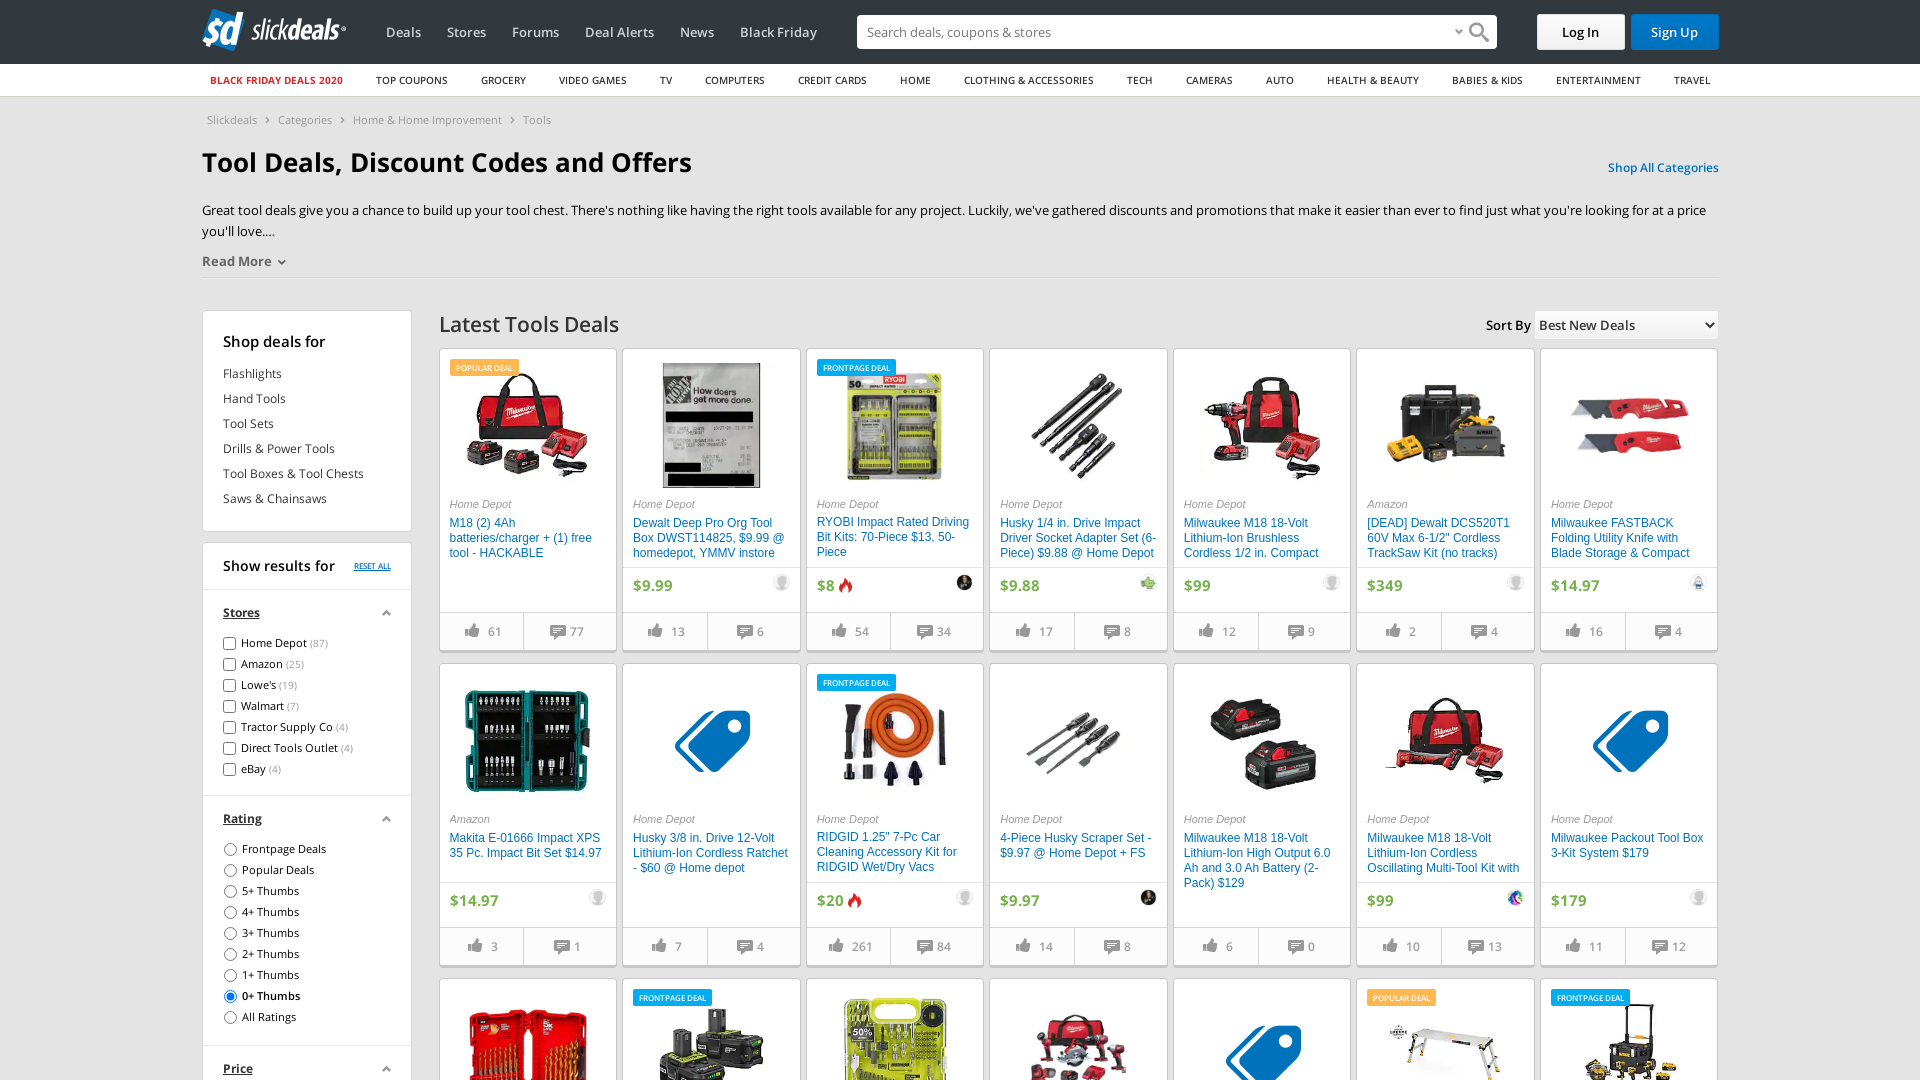 sd slickdeals
Deals
Stores
Forums
Deal Alerts
News
Black Friday
Search deals, coupons & stores
Log In
Sign Up
BLACK FRIDAY DEALS 2020
TOP COUPONS
GROCERY
VIDEO GAMES
TV
COMPUTERS
CREDIT CARDS
HOME
CLOTHING & ACCESSORIES
TECH
CAMERAS
AUTO
HEALTH & BEAUTY
BABIES & KIDS
ENTERTAINMENT
TRAVEL
Slickdeals > Categories > Home & Home Improvement > Tools
Tool Deals, Discount Codes and Offers
Shop All Categories
Great tool deals give you a chance to build up your tool chest. There's nothing like having the right tools available for any project. Luckily, we've gathered discounts and promotions that make it easier than ever to find just what you're looking for at a price
you'll love....
Read More
Shop deals for
Flashlights
Hand Tools
Tool Sets
Drills & Power Tools
Tool Boxes & Tool Chests
Saws & Chainsaws
Show results for
RESET ALL
Stores
Home Depot (87)
Amazon (25)
Lowe's (19)
Walmart (7)
Tractor Supply Co (4)
Direct Tools Outlet (4)
eBay (4)
Rating
Frontpage Deals
Popular Deals
5+ Thumbs
4+ Thumbs
3+ Thumbs
2+ Thumbs
1+ Thumbs
0+ Thumbs
All Ratings
Price
Latest Tools Deals
Sort By Best New Deals
POPULAR DEAL
Home Depot
M18 (2) 4Ah
batteries/charger + (1) free
tool - HACKABLE
61
77
How doers
get more done.
Home Depot
Dewalt Deep Pro Org Tool
Box DWST114825, $9.99 @
homedepot, YMMV instore
$9.99
13
6
FRONTPAGE DEAL
50
RYOBI
Home Depot
RYOBI Impact Rated Driving
Bit Kits: 70-Piece $13, 50-
Piece
$8
54
34
Home Depot
Husky 1/4 in. Drive Impact
Driver Socket Adapter Set (6-
Piece) $9.88 @ Home Depot
$9.88
17
8
Home Depot
Milwaukee M18 18-Volt
Lithium-Ion Brushless
Cordless 1/2 in. Compact
$99
12
9
Amazon
[DEAD] Dewalt DCS520T1
60V Max 6-1/2" Cordless
TrackSaw Kit (no tracks)
$349
2
4
Home Depot
Milwaukee FASTBACK
Folding Utility Knife with
Blade Storage & Compact
$14.97
16
4
Amazon
Makita E-01666 Impact XPS
35 Pc. Impact Bit Set $14.97
$14.97
3
1
Home Depot
Husky 3/8 in. Drive 12-Volt
Lithium-Ion Cordless Ratchet
- $60 @ Home depot
7
4
FRONTPAGE DEAL
Home Depot
RIDGID 1.25" 7-Pc Car
Cleaning Accessory Kit for
RIDGID Wet/Dry Vacs
$20
261
84
Home Depot
4-Piece Husky Scraper Set -
$9.97 @ Home Depot + FS
$9.97
14
8
Home Depot
Milwaukee M18 18-Volt
Lithium-Ion High Output 6.0
Ah and 3.0 Ah Battery (2-
Pack) $129
6
0
Home Depot
Milwaukee M18 18-Volt
Lithium-Ion Cordless
Oscillating Multi-Tool Kit with
$99
10
13
Home Depot
Milwaukee Packout Tool Box
3-Kit System $179
$179
11
12
FRONTPAGE DEAL
50%
POPULAR DEAL
FRONTPAGE DEAL